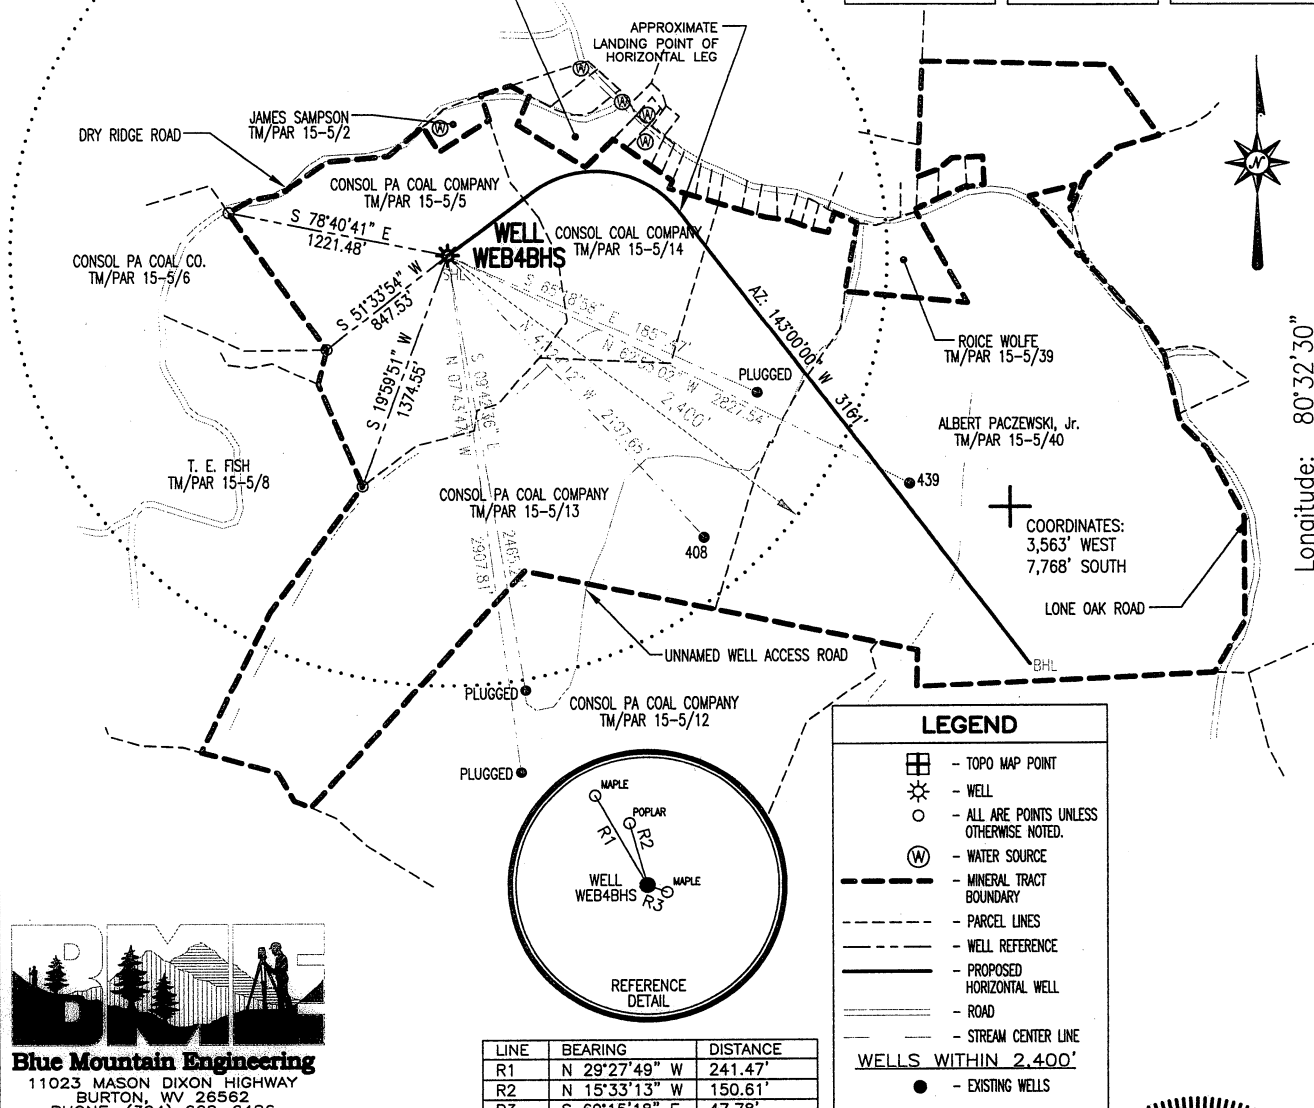 APPROXIMATE
LANDING POINT OF
HORIZONTAL LEG
JAMES SAMPSON
TM/PAR 15-5/2
DRY RIDGE ROAD
W
W
W
W
W
CONSOL PA COAL COMPANY
TM/PAR 15-5/5
N
S 78°40'41" E
1221.48'
WELL
WEB4BHS
CONSOL COAL COMPANY
TM/PAR 15-5/14
CONSOL PA COAL CO.
TM/PAR 15-5/6
SHL
S 51°33'54" W
847.53'
S 19°59'51" W
1374.55'
AZ: 143°00'00" W 3161'
ROICE WOLFE
TM/PAR 15-5/39
PLUGGED
2827.54'
2,400'
ALBERT PACZEWSKI, Jr.
TM/PAR 15-5/40
Longitude: 80°32'30"
T. E. FISH
TM/PAR 15-5/8
439
CONSOL PA COAL COMPANY
TM/PAR 15-5/13
2907.81'
408
COORDINATES:
3,563' WEST
7,768' SOUTH
LONE OAK ROAD
UNNAMED WELL ACCESS ROAD
BHL
PLUGGED
CONSOL PA COAL COMPANY
TM/PAR 15-5/12
PLUGGED
MAPLE
POPLAR
R1
R2
WELL
WEB4BHS
MAPLE
R3
REFERENCE
DETAIL
LEGEND
- TOPO MAP POINT
- WELL
- ALL ARE POINTS UNLESS
OTHERWISE NOTED.
W - WATER SOURCE
- MINERAL TRACT
BOUNDARY
- PARCEL LINES
- WELL REFERENCE
- PROPOSED
HORIZONTAL WELL
- ROAD
- STREAM CENTER LINE
WELLS WITHIN 2,400'
- EXISTING WELLS
BME
Blue Mountain Engineering
11023 MASON DIXON HIGHWAY
BURTON, WV 26562
LINE BEARING DISTANCE
R1 N 29°27'49" W 241.47'
R2 N 15°33'13" W 150.61'